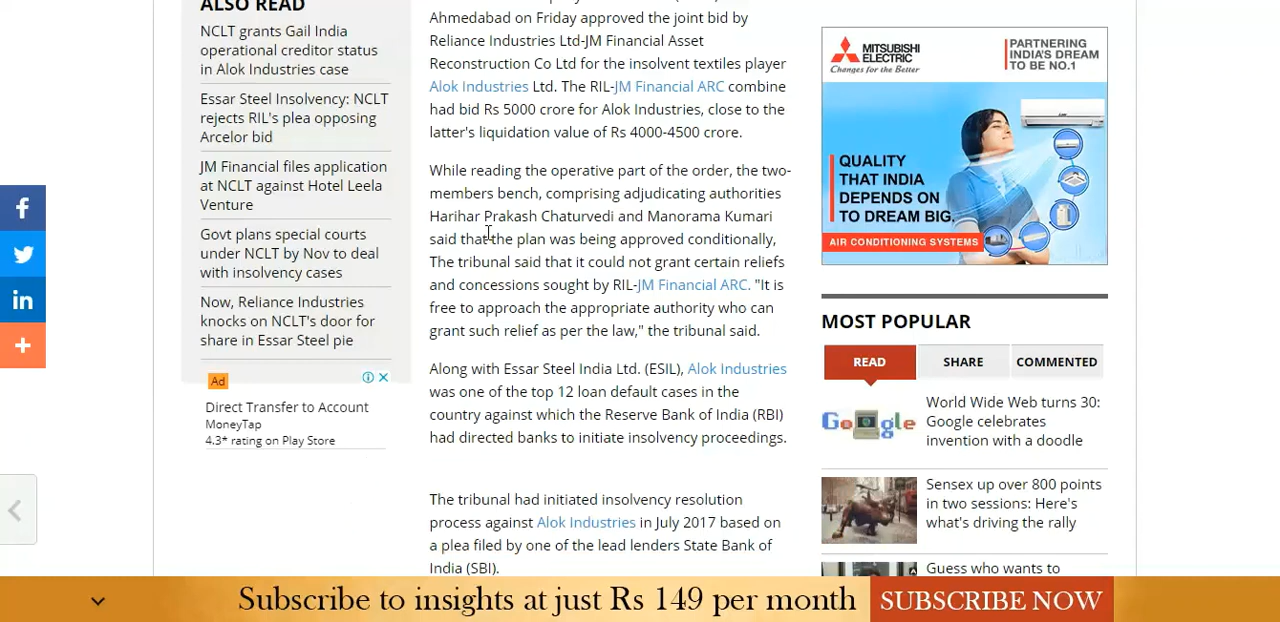 ALSO READ
NCLT grants Gail India
operational creditor status
in Alok Industries case
Essar Steel Insolvency: NCLT
rejects RIL's plea opposing
Arcelor bid
JM Financial files application
at NCLT against Hotel Leela
Venture
Govt plans special courts
under NCLT by Nov to deal
with insolvency cases
Now, Reliance Industries
knocks on NCLT's door for
share in Essar Steel pie
Ad
Direct Transfer to Account
MoneyTap
4.3* rating on Play Store
Ahmedabad on Friday approved the joint bid by
Reliance Industries Ltd-JM Financial Asset
Reconstruction Co Ltd for the insolvent textiles player
Alok Industries Ltd. The RIL-JM Financial ARC combine
had bid Rs 5000 crore for Alok Industries, close to the
latter's liquidation value of Rs 4000-4500 crore.
While reading the operative part of the order, the two-
members bench, comprising adjudicating authorities
Harihar Prakash Chaturvedi and Manorama Kumari
said that the plan was being approved conditionally,
The tribunal said that it could not grant certain reliefs
and concessions sought by RIL-JM Financial ARC. "It is
free to approach the appropriate authority who can
grant such relief as per the law," the tribunal said.
Along with Essar Steel India Ltd. (ESIL), Alok Industries
was one of the top 12 loan default cases in the
country against which the Reserve Bank of India (RBI)
had directed banks to initiate insolvency proceedings.
The tribunal had initiated insolvency resolution
process against Alok Industries in July 2017 based on
a plea filed by one of the lead lenders State Bank of
India (SBI).
MITSUBISHI
ELECTRIC
Changes for the Better
PARTNERING
INDIA'S DREAM
TO BE NO.1
QUALITY
THAT INDIA
DEPENDS ON
TO DREAM BIG.
AIR CONDITIONING SYSTEMS
MOST POPULAR
READ
SHARE
COMMENTED
World Wide Web turns 30:
Google celebrates
invention with a doodle
Sensex up over 800 points
in two sessions: Here's
what's driving the rally
Guess who wants to
Subscribe to insights at just Rs 149 per month
SUBSCRIBE NOW